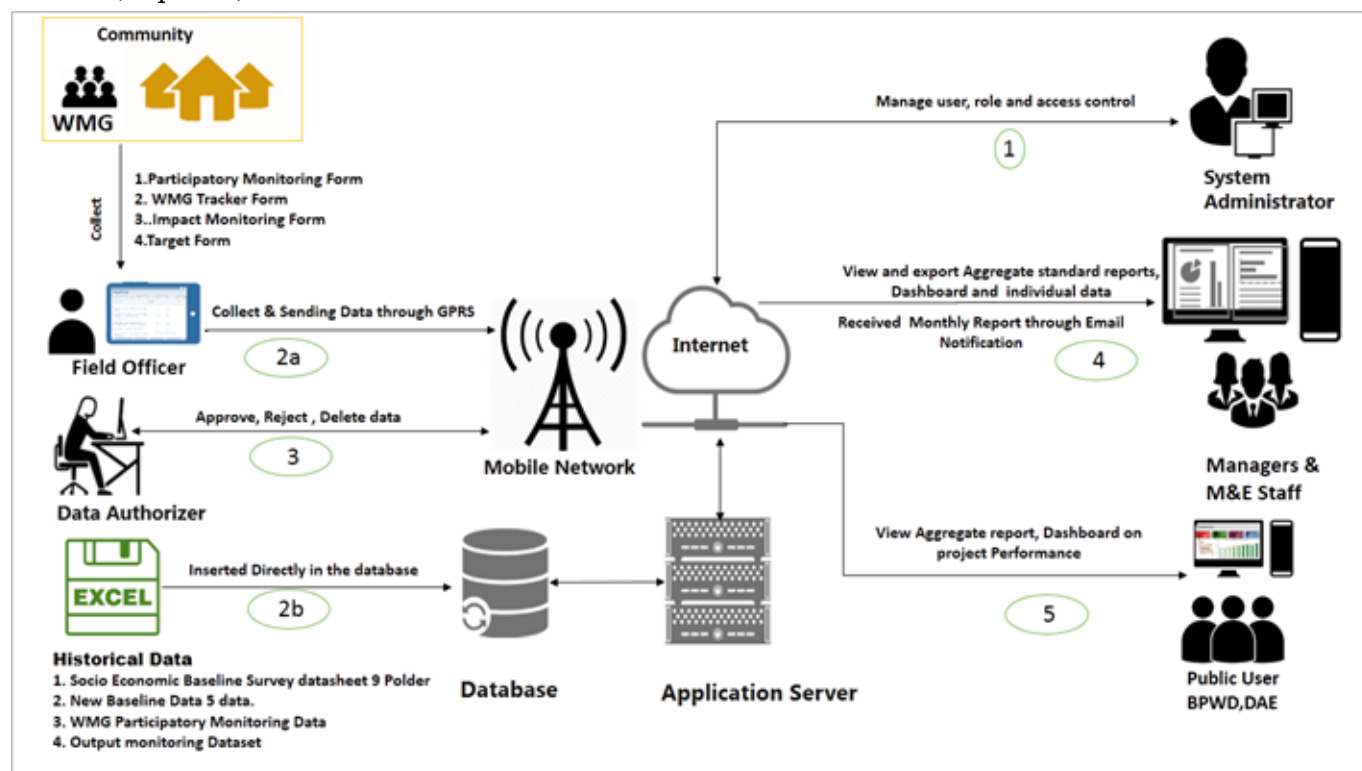 Community
WMG
Collect
1.Participatory Monitoring Form
2. WMG Tracker Form
3..Impact Monitoring Form
4.Target Form
Field Officer
Collect & Sending Data through GPRS
2a
Data Authorizer
Approve, Reject , Delete data
3
Mobile Network
EXCEL
Inserted Directly in the database
2b
Historical Data
1. Socio Economic Baseline Survey datasheet 9 Polder
2. New Baseline Data 5 data.
3. WMG Participatory Monitoring Data
4. Output monitoring Dataset
Database
Application Server
Internet
Manage user, role and access control
1
System
Administrator
View and export Aggregate standard reports,
Dashboard and individual data
Received Monthly Report through Email
Notification
4
Managers &
M&E Staff
View Aggregate report, Dashboard on
project Performance
5
Public User
BPWD,DAE